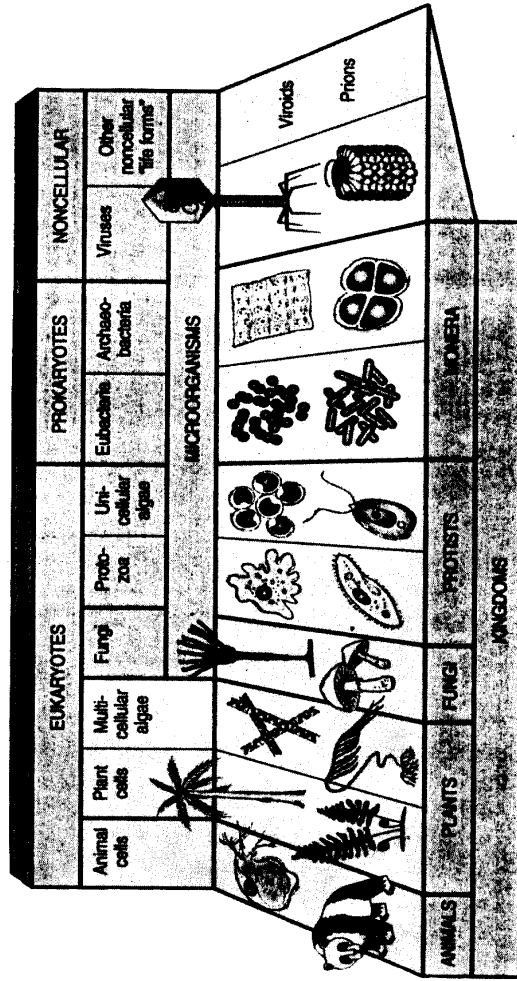 EUKARYOTES
PROKARYOTES
NONCELLULAR
Animal
cells
Plant
cells
Multi-
cellular
algae
Fungi
Proto-
zoa
Uni-
cellular
algae
Eubacteria
Archaeo-
bacteria
Viruses
Other
noncellular
"life forms"
MICROORGANISMS
Viroids
Prions
ANIMALS
PLANTS
FUNGI
PROTISTS
MONERA
KINGDOMS